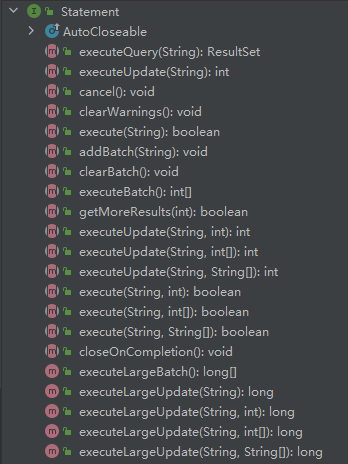 Statement
AutoCloseable
executeQuery(String): ResultSet
executeUpdate(String): int
cancel(): void
clearWarnings(): void
execute(String): boolean
addBatch(String): void
clearBatch(): void
executeBatch(): int[]
getMoreResults(int): boolean
executeUpdate(String, int): int
executeUpdate(String, int[]): int
executeUpdate(String, String[]): int
execute(String, int): boolean
execute(String, int[]): boolean
execute(String, String[]): boolean
closeOnCompletion(): void
executeLargeBatch(): long[]
executeLargeUpdate(String): long
executeLargeUpdate(String, int): long
executeLargeUpdate(String, int[]): long
executeLargeUpdate(String, String[]): long